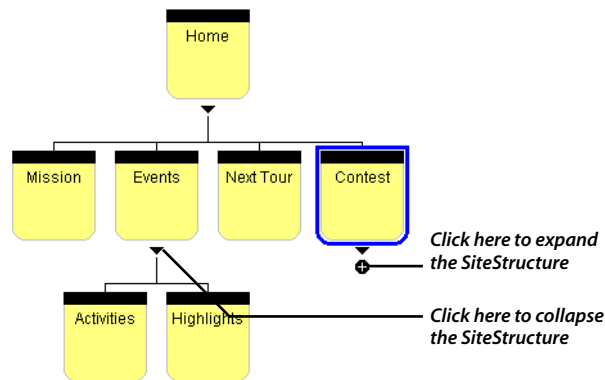 Home
Mission
Events
Next Tour
Contest
Click here to expand
the SiteStructure
Activities
Highlights
Click here to collapse
the SiteStructure